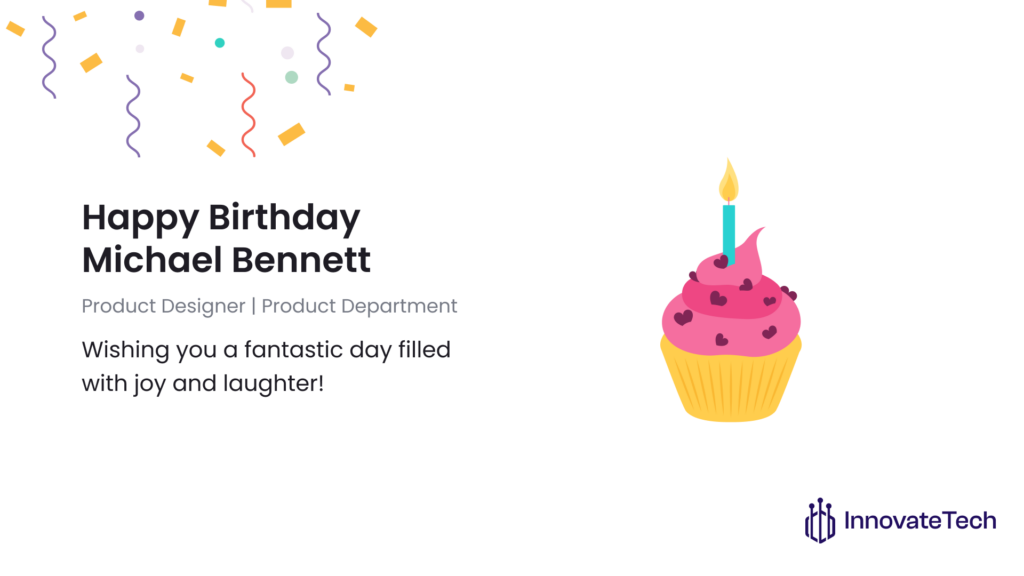 Happy Birthday
Michael Bennett
Product Designer | Product Department
Wishing you a fantastic day filled
with joy and laughter!
InnovateTech